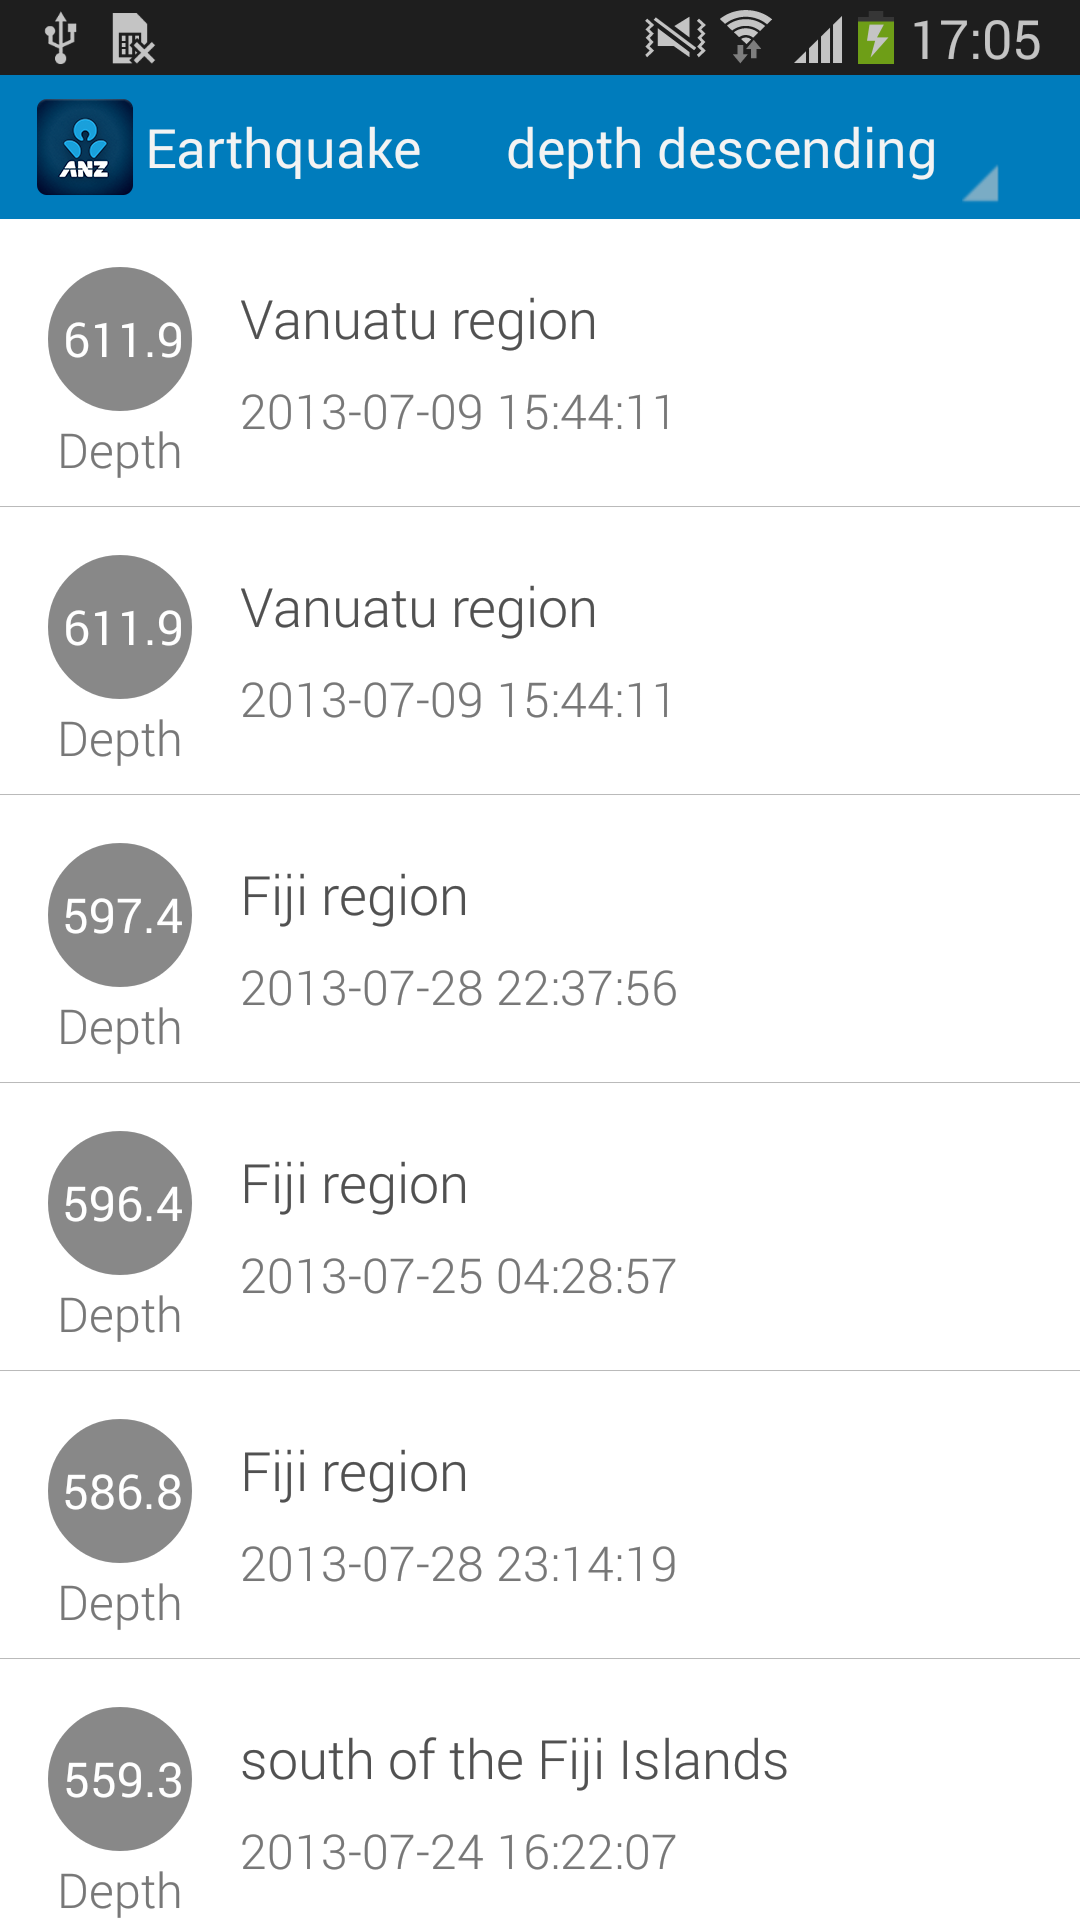 17:05
ANZ
Earthquake depth descending
611.9
Vanuatu region
2013-07-09 15:44:11
Depth
611.9
Vanuatu region
2013-07-09 15:44:11
Depth
597.4
Fiji region
2013-07-28 22:37:56
Depth
596.4
Fiji region
2013-07-25 04:28:57
Depth
586.8
Fiji region
2013-07-28 23:14:19
Depth
559.3
south of the Fiji Islands
2013-07-24 16:22:07
Depth